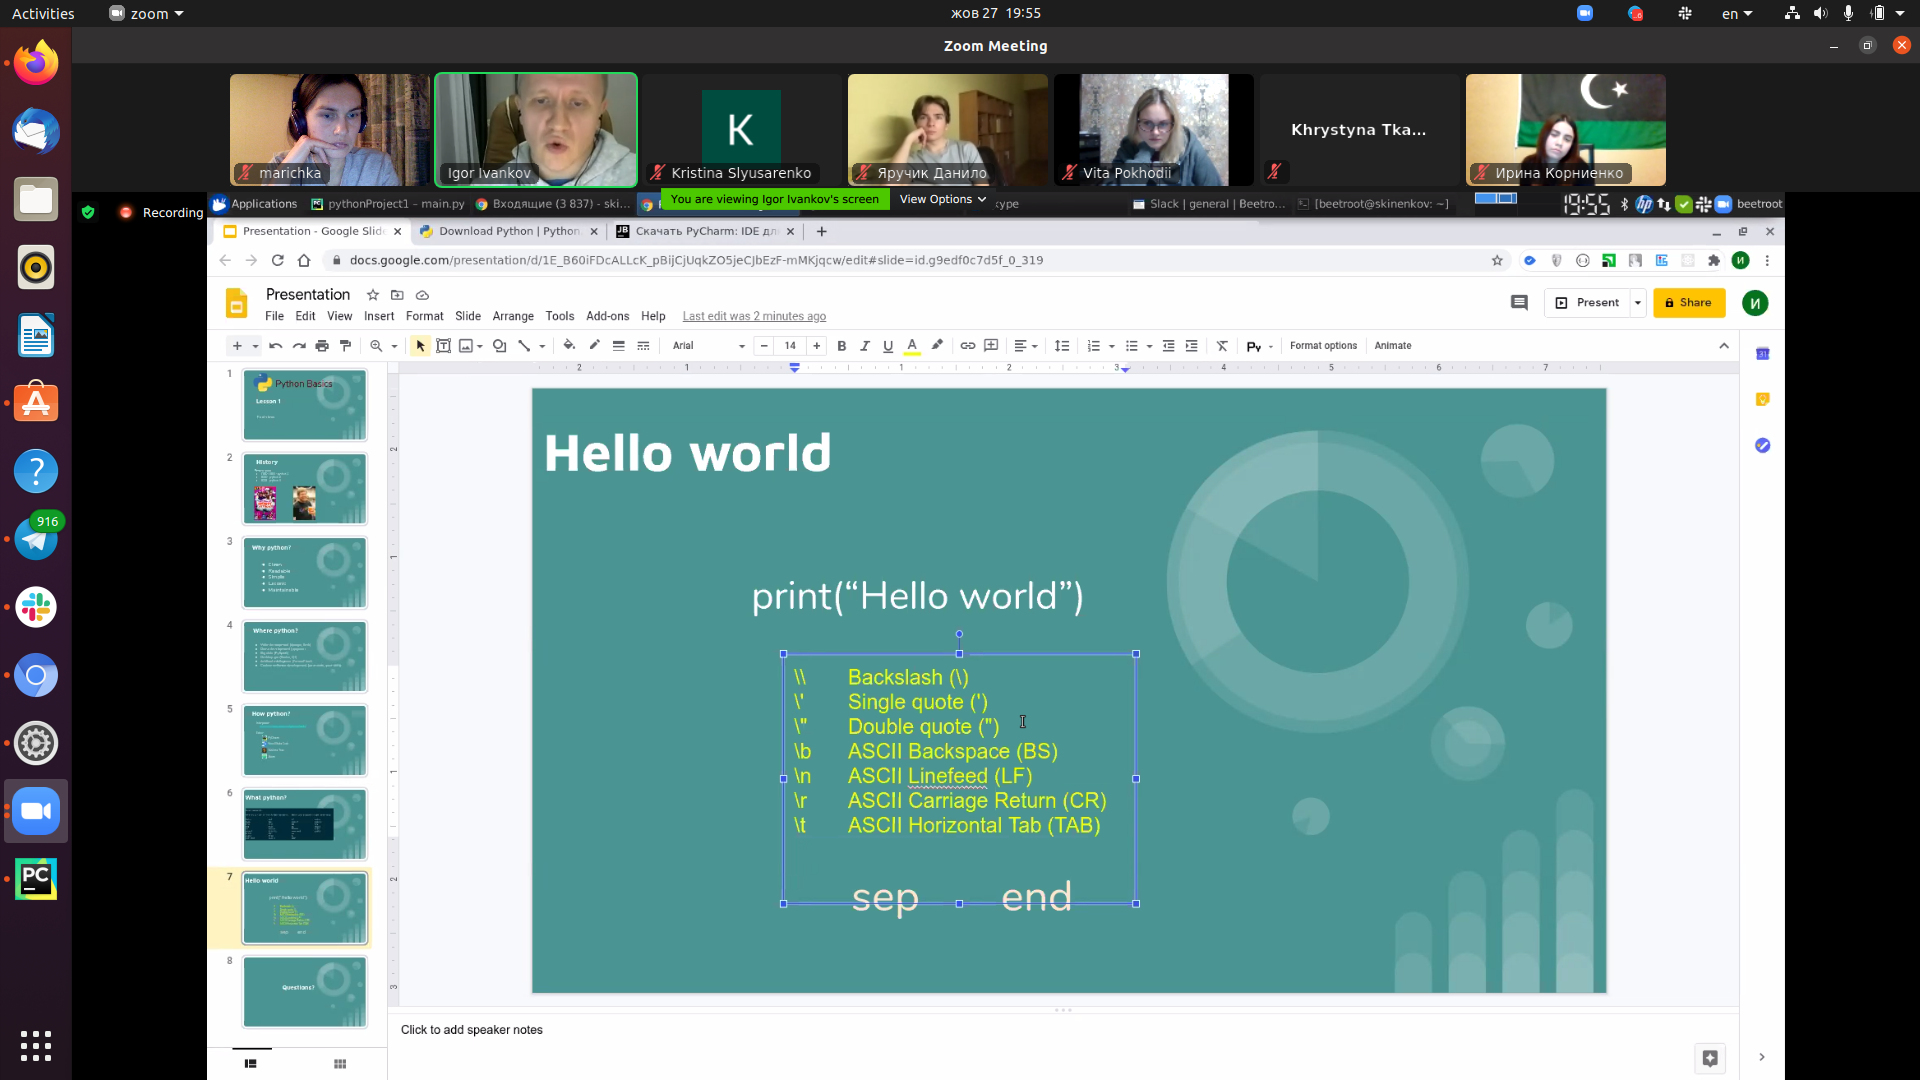 Activities
zoom
жов 27 19:55
en
Zoom Meeting
marichka
Igor Ivankov
K
Kristina Slyusarenko
Яручик Данило
Vita Pokhodii
Khrystyna Tka...
Ирина Корниенко
Recording
You are viewing Igor Ivankov's screen
View Options
Applications
pythonProject1 – main.py
Входящие (3 837) - ski...
Slack | general | Beetro...
[beetroot@skinenkov: ~]
19:55
beetroot
Presentation - Google Slide
Download Python | Python.
Скачать PyCharm: IDE дл
docs.google.com/presentation/d/1E_B60iFDcALLcK_pBijCjUqkZO5jeCJbEzF-mMKjqcw/edit#slide=id.g9edf0c7d5f_0_319
Presentation
Present
Share
И
File Edit View Insert Format Slide Arrange Tools Add-ons Help Last edit was 2 minutes ago
Arial
14
Format options
Animate
1
Python Basics
Lesson 1
2
History
3
Why python?
4
Where python?
5
How python?
6
What python?
7
Hello world
8
Questions?
Hello world
print(“Hello world”)
\\ Backslash (\)
\' Single quote (')
\" Double quote (")
\b ASCII Backspace (BS)
\n ASCII Linefeed (LF)
\r ASCII Carriage Return (CR)
\t ASCII Horizontal Tab (TAB)
sep end
Click to add speaker notes
916
PC